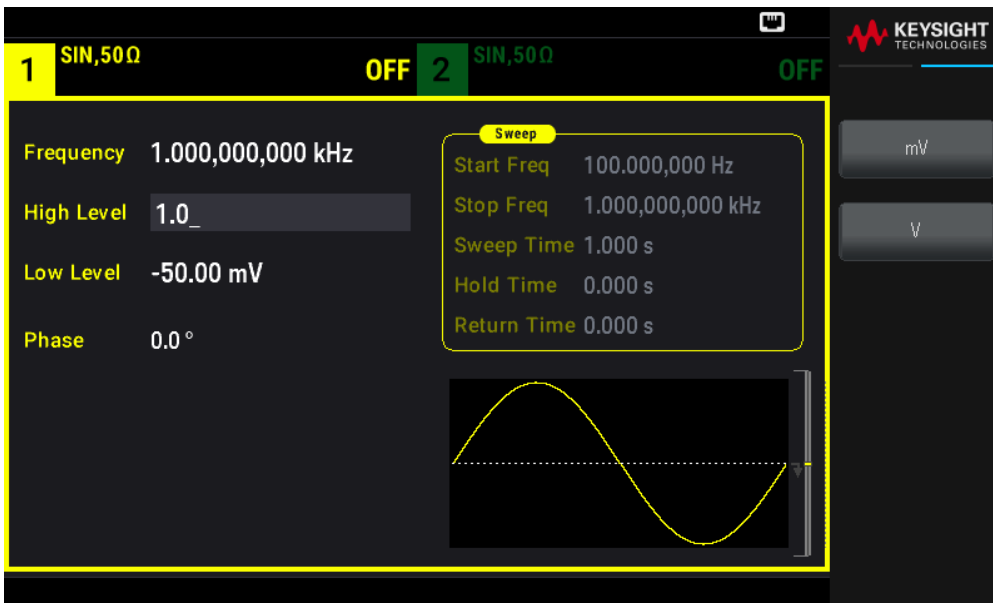 KEYSIGHT
TECHNOLOGIES
1 SIN,50Ω OFF 2 SIN,50Ω OFF
Frequency 1.000,000,000 kHz
High Level 1.0_
Low Level -50.00 mV
Phase 0.0 °
Sweep
Start Freq 100.000,000 Hz
Stop Freq 1.000,000,000 kHz
Sweep Time 1.000 s
Hold Time 0.000 s
Return Time 0.000 s
mV
V